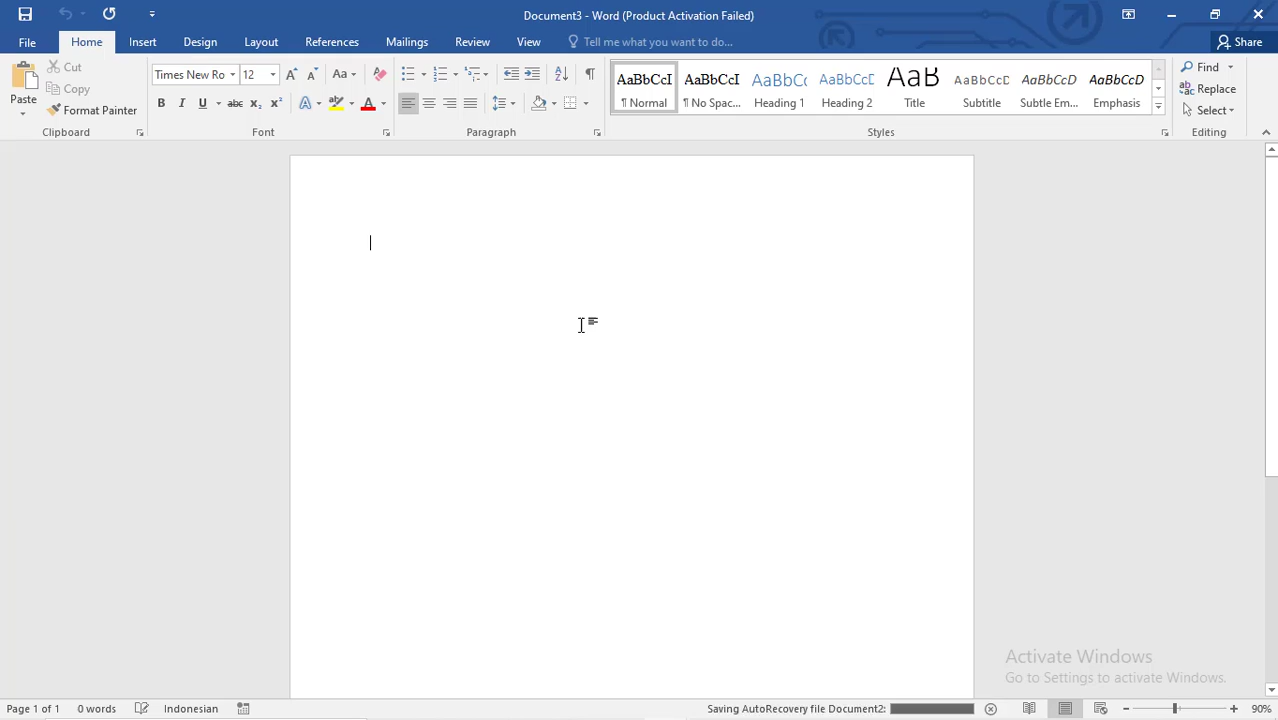 Document3 - Word (Product Activation Failed)
File Home Insert Design Layout References Mailings Review View Tell me what you want to do... Share
Paste
Cut
Copy
Format Painter
Clipboard
Times New Ro 12
Font
Paragraph
AaBbCcI AaBbCcI AaBbCc AaBbCcC AaB AaBbCcC AaBbCcD AaBbCcD
¶ Normal ¶ No Spac... Heading 1 Heading 2 Title Subtitle Subtle Em... Emphasis
Styles
Find
Replace
Select
Editing
Activate Windows
Go to Settings to activate Windows.
Page 1 of 1 0 words Indonesian Saving AutoRecovery file Document2: 90%